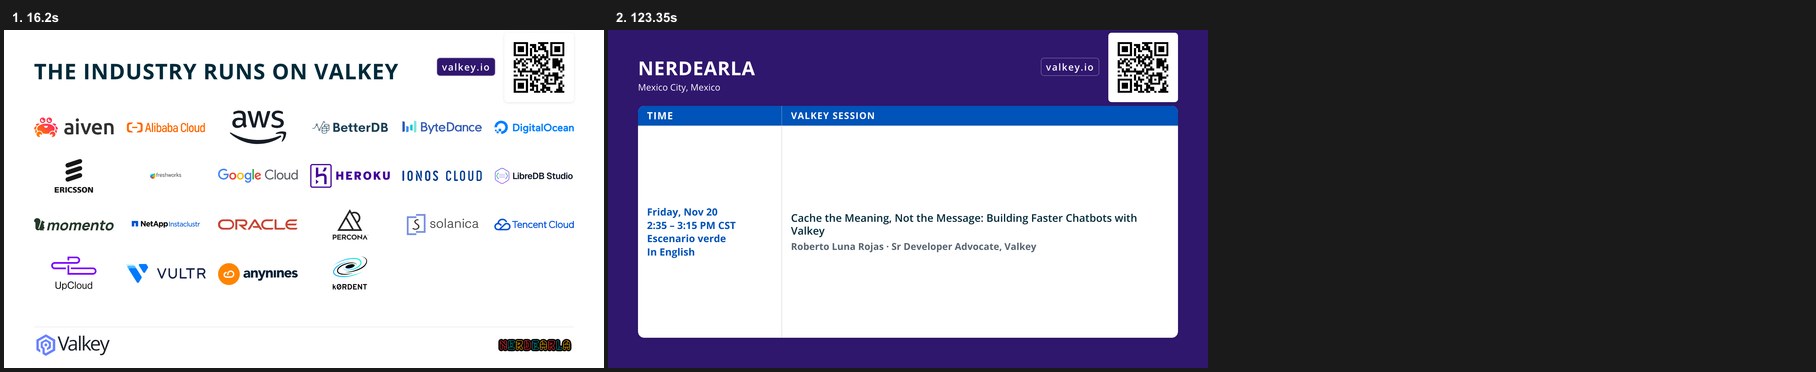 1. 16.2s
THE INDUSTRY RUNS ON VALKEY
valkey.io
aiven
Alibaba Cloud
aws
BetterDB
ByteDance
DigitalOcean
ERICSSON
freshworks
Google Cloud
HEROKU
IONOS CLOUD
LibreDB Studio
momento
NetApp Instaclustr
ORACLE
PERCONA
solanica
Tencent Cloud
UpCloud
VULTR
anynines
k0RDENT
Valkey
NERDEARLA
2. 123.35s
NERDEARLA
Mexico City, Mexico
valkey.io
TIME
VALKEY SESSION
Friday, Nov 20
2:35 – 3:15 PM CST
Escenario verde
In English
Cache the Meaning, Not the Message: Building Faster Chatbots with
Valkey
Roberto Luna Rojas · Sr Developer Advocate, Valkey